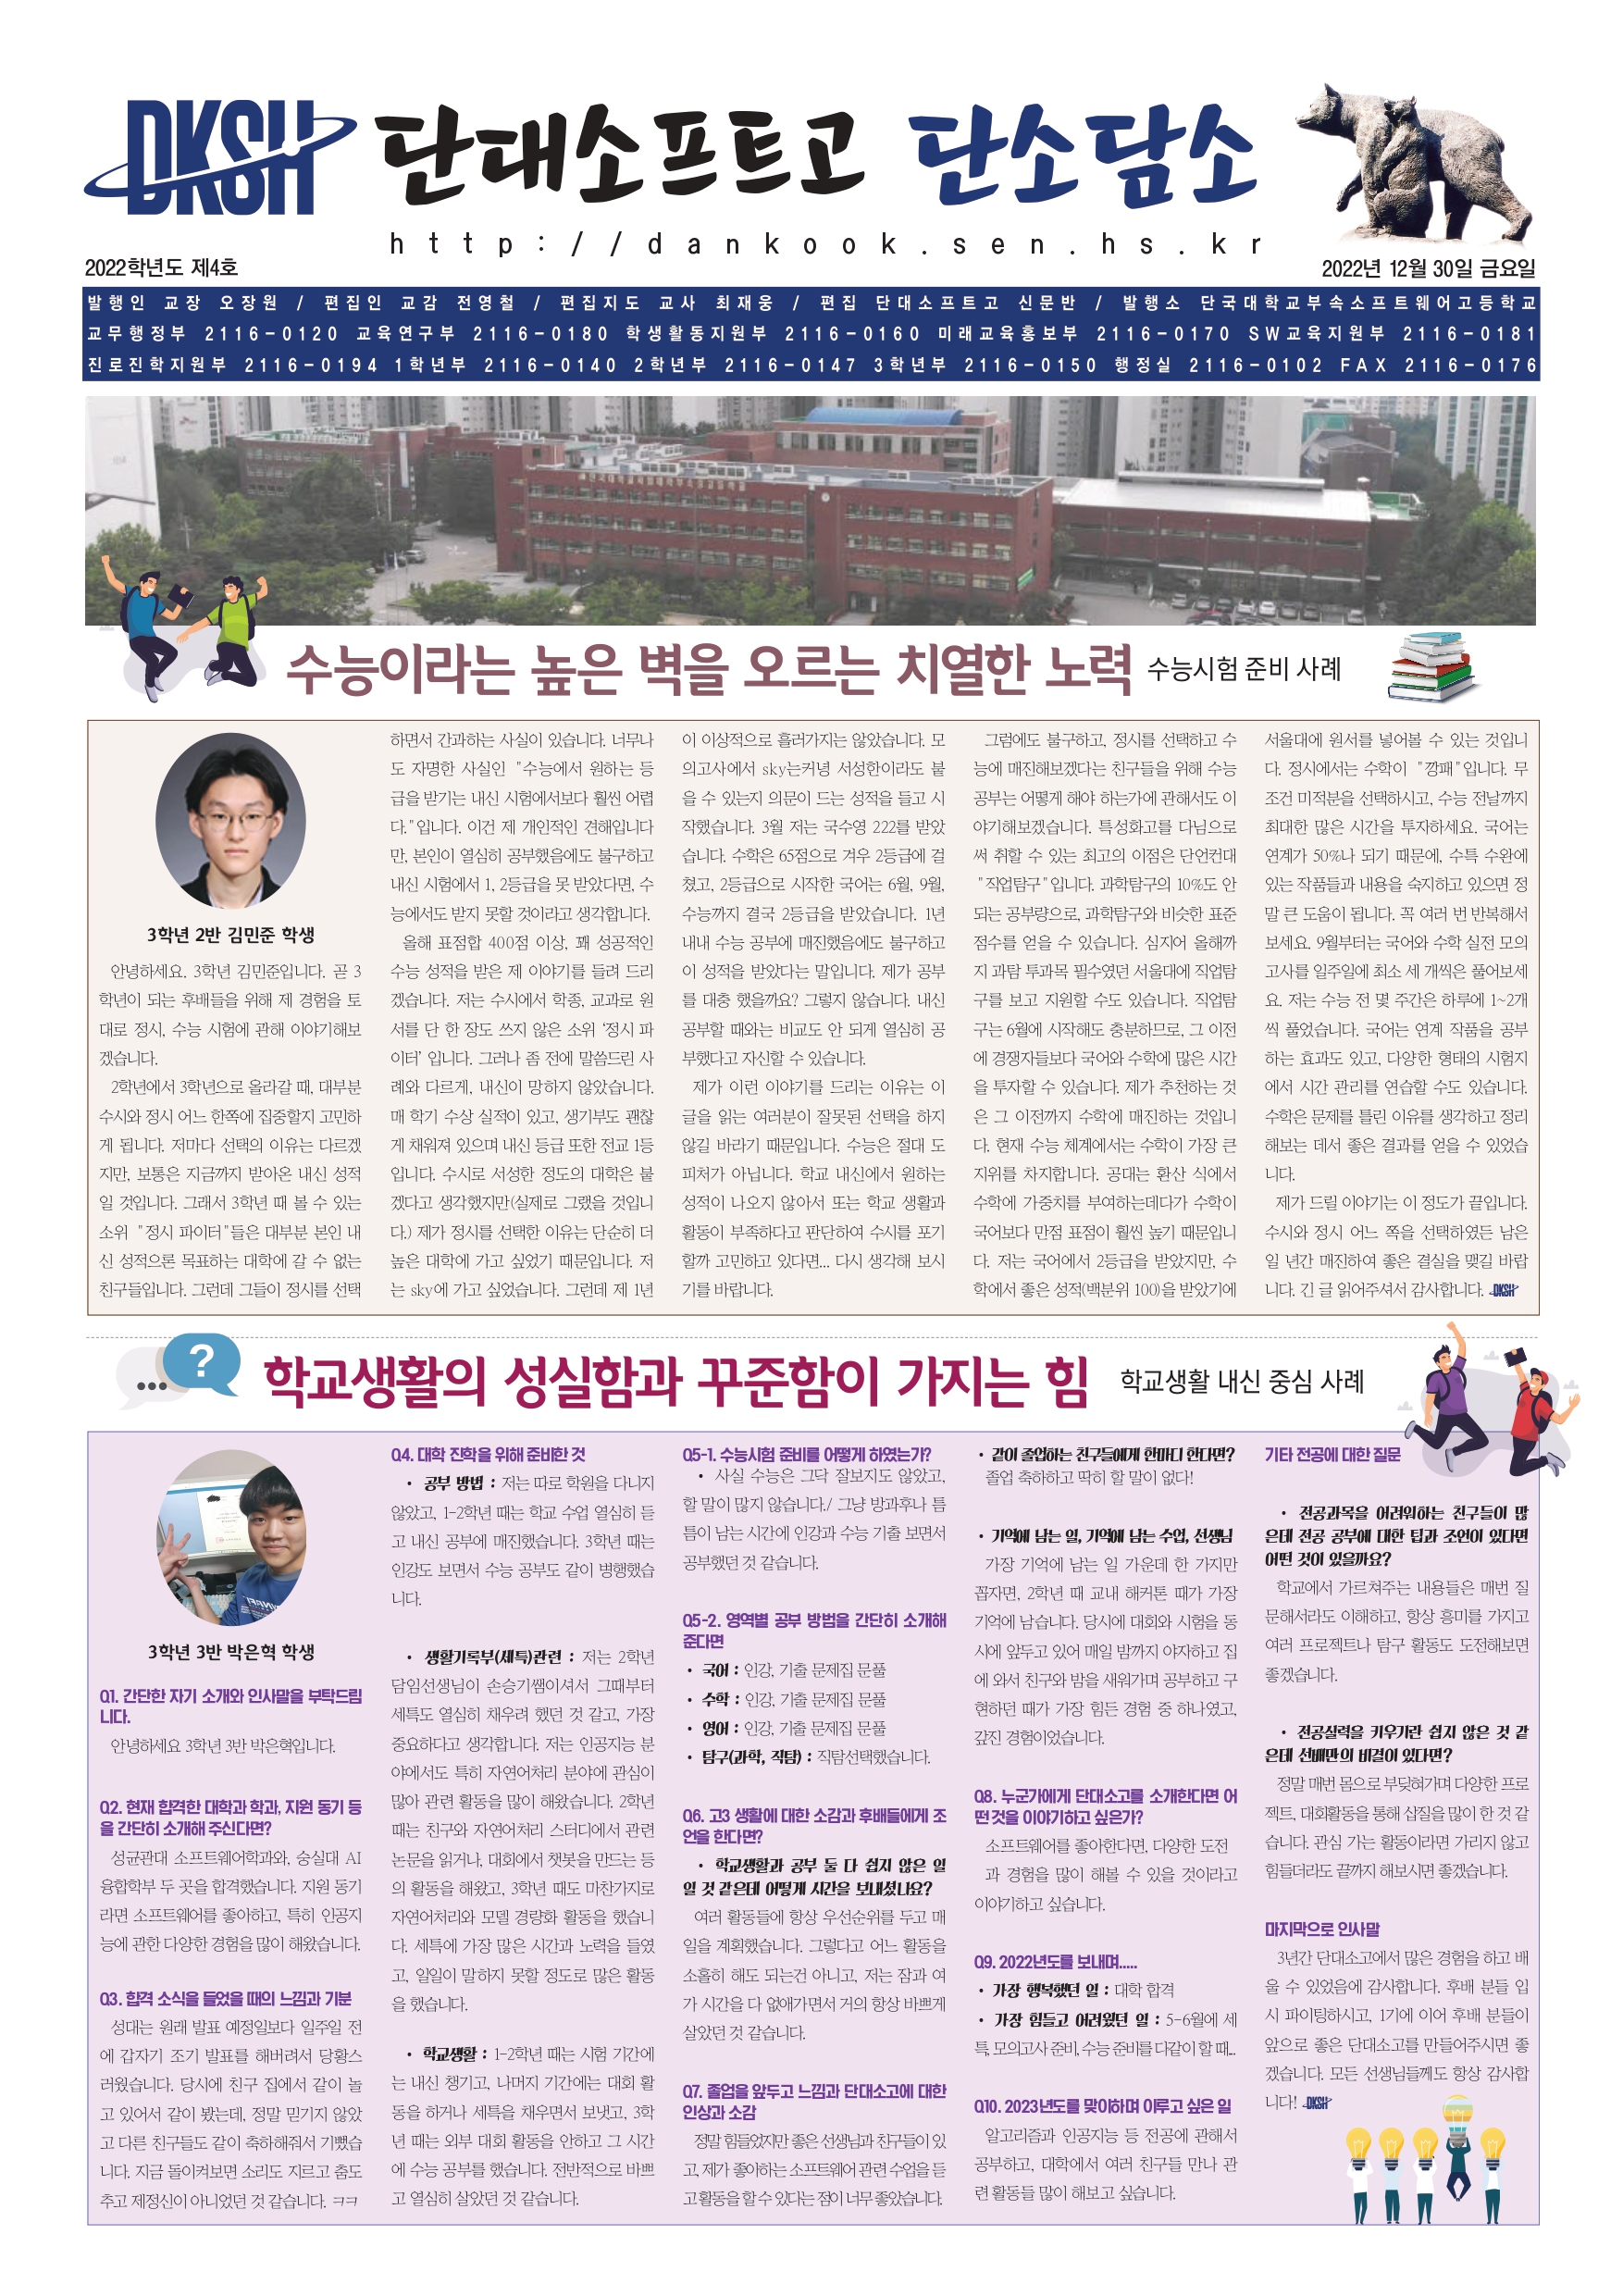 DKSH 단대소프트고 단소담소
http://dankook.sen.hs.kr
2022학년도 제4호
2022년 12월 30일 금요일
발행인 교장 오장원 / 편집인 교감 전영철 / 편집지도 교사 최재웅 / 편집 단대소프트고 신문반 / 발행소 단국대학교부속소프트웨어고등학교
교무행정부 2116-0120 교육연구부 2116-0180 학생활동지원부 2116-0160 미래교육홍보부 2116-0170 SW교육지원부 2116-0181
진로진학지원부 2116-0194 1학년부 2116-0140 2학년부 2116-0147 3학년부 2116-0150 행정실 2116-0102 FAX 2116-0176
수능이라는 높은 벽을 오르는 치열한 노력 수능시험 준비 사례
3학년 2반 김민준 학생
안녕하세요. 3학년 김민준입니다. 곧 3
학년이 되는 후배들을 위해 제 경험을 토
대로 정시, 수능 시험에 관해 이야기해보
겠습니다.
2학년에서 3학년으로 올라갈 때, 대부분
수시와 정시 어느 한쪽에 집중할지 고민하
게 됩니다. 저마다 선택의 이유는 다르겠
지만, 보통은 지금까지 받아온 내신 성적
일 것입니다. 그래서 3학년 때 볼 수 있는
소위 "정시 파이터"들은 대부분 본인 내
신 성적으론 목표하는 대학에 갈 수 없는
친구들입니다. 그런데 그들이 정시를 선택
하면서 간과하는 사실이 있습니다. 너무나
도 자명한 사실인 "수능에서 원하는 등
급을 받기는 내신 시험에서보다 훨씬 어렵
다."입니다. 이건 제 개인적인 견해입니다
만, 본인이 열심히 공부했음에도 불구하고
내신 시험에서 1, 2등급을 못 받았다면, 수
능에서도 받지 못할 것이라고 생각합니다.
올해 표점합 400점 이상, 꽤 성공적인
수능 성적을 받은 제 이야기를 들려 드리
겠습니다. 저는 수시에서 학종, 교과로 원
서를 단 한 장도 쓰지 않은 소위 '정시 파
이터' 입니다. 그러나 좀 전에 말씀드린 사
례와 다르게, 내신이 망하지 않았습니다.
매 학기 수상 실적이 있고, 생기부도 괜찮
게 채워져 있으며 내신 등급 또한 전교 1등
입니다. 수시로 서성한 정도의 대학은 붙
겠다고 생각했지만(실제로 그랬을 것입니
다.) 제가 정시를 선택한 이유는 단순히 더
높은 대학에 가고 싶었기 때문입니다. 저
는 sky에 가고 싶었습니다. 그런데 제 1년
이 이상적으로 흘러가지는 않았습니다. 모
의고사에서 sky는커녕 서성한이라도 붙
을 수 있는지 의문이 드는 성적을 들고 시
작했습니다. 3월 저는 국수영 222를 받았
습니다. 수학은 65점으로 겨우 2등급에 걸
쳤고, 2등급으로 시작한 국어는 6월, 9월,
수능까지 결국 2등급을 받았습니다. 1년
내내 수능 공부에 매진했음에도 불구하고
이 성적을 받았다는 말입니다. 제가 공부
를 대충 했을까요? 그렇지 않습니다. 내신
공부할 때와는 비교도 안 되게 열심히 공
부했다고 자신할 수 있습니다.
제가 이런 이야기를 드리는 이유는 이
글을 읽는 여러분이 잘못된 선택을 하지
않길 바라기 때문입니다. 수능은 절대 도
피처가 아닙니다. 학교 내신에서 원하는
성적이 나오지 않아서 또는 학교 생활과
활동이 부족하다고 판단하여 수시를 포기
할까 고민하고 있다면... 다시 생각해 보시
기를 바랍니다.
그럼에도 불구하고, 정시를 선택하고 수
능에 매진해보겠다는 친구들을 위해 수능
공부는 어떻게 해야 하는가에 관해서도 이
야기해보겠습니다. 특성화고를 다님으로
써 취할 수 있는 최고의 이점은 단언컨대
"직업탐구"입니다. 과학탐구의 10%도 안
되는 공부량으로, 과학탐구와 비슷한 표준
점수를 얻을 수 있습니다. 심지어 올해까
지 과탐 투과목 필수였던 서울대에 직업탐
구를 보고 지원할 수도 있습니다. 직업탐
구는 6월에 시작해도 충분하므로, 그 이전
에 경쟁자들보다 국어와 수학에 많은 시간
을 투자할 수 있습니다. 제가 추천하는 것
은 그 이전까지 수학에 매진하는 것입니
다. 현재 수능 체계에서는 수학이 가장 큰
지위를 차지합니다. 공대는 환산 식에서
수학에 가중치를 부여하는데다가 수학이
국어보다 만점 표점이 훨씬 높기 때문입니
다. 저는 국어에서 2등급을 받았지만, 수
학에서 좋은 성적(백분위 100)을 받았기에
서울대에 원서를 넣어볼 수 있는 것입니
다. 정시에서는 수학이 "깡패"입니다. 무
조건 미적분을 선택하시고, 수능 전날까지
최대한 많은 시간을 투자하세요. 국어는
연계가 50%나 되기 때문에, 수특 수완에
있는 작품들과 내용을 숙지하고 있으면 정
말 큰 도움이 됩니다. 꼭 여러 번 반복해서
보세요. 9월부터는 국어와 수학 실전 모의
고사를 일주일에 최소 세 개씩은 풀어보세
요. 저는 수능 전 몇 주간은 하루에 1~2개
씩 풀었습니다. 국어는 연계 작품을 공부
하는 효과도 있고, 다양한 형태의 시험지
에서 시간 관리를 연습할 수도 있습니다.
수학은 문제를 틀린 이유를 생각하고 정리
해보는 데서 좋은 결과를 얻을 수 있었습
니다.
제가 드릴 이야기는 이 정도가 끝입니다.
수시와 정시 어느 쪽을 선택하였든 남은
일 년간 매진하여 좋은 결실을 맺길 바랍
니다. 긴 글 읽어주셔서 감사합니다. DKSH
... ?
학교생활의 성실함과 꾸준함이 가지는 힘 학교생활 내신 중심 사례
3학년 3반 박은혁 학생
Q1. 간단한 자기 소개와 인사말을 부탁드립
니다.
안녕하세요 3학년 3반 박은혁입니다.
Q2. 현재 합격한 대학과 학과, 지원 동기 등
을 간단히 소개해 주신다면?
성균관대 소프트웨어학과와, 숭실대 AI
융합학부 두 곳을 합격했습니다. 지원 동기
라면 소프트웨어를 좋아하고, 특히 인공지
능에 관한 다양한 경험을 많이 해왔습니다.
Q3. 합격 소식을 들었을 때의 느낌과 기분
성대는 원래 발표 예정일보다 일주일 전
에 갑자기 조기 발표를 해버려서 당황스
러웠습니다. 당시에 친구 집에서 같이 놀
고 있어서 같이 봤는데, 정말 믿기지 않았
고 다른 친구들도 같이 축하해줘서 기뻤습
니다. 지금 돌이켜보면 소리도 지르고 춤도
추고 제정신이 아니었던 것 같습니다. ㅋㅋ
Q4. 대학 진학을 위해 준비한 것
• 공부 방법 : 저는 따로 학원을 다니지
않았고, 1-2학년 때는 학교 수업 열심히 듣
고 내신 공부에 매진했습니다. 3학년 때는
인강도 보면서 수능 공부도 같이 병행했습
니다.
• 생활기록부(세특)관련 : 저는 2학년
담임선생님이 손승기쌤이셔서 그때부터
세특도 열심히 채우려 했던 것 같고, 가장
중요하다고 생각합니다. 저는 인공지능 분
야에서도 특히 자연어처리 분야에 관심이
많아 관련 활동을 많이 해왔습니다. 2학년
때는 친구와 자연어처리 스터디에서 관련
논문을 읽거나, 대회에서 챗봇을 만드는 등
의 활동을 해왔고, 3학년 때도 마찬가지로
자연어처리와 모델 경량화 활동을 했습니
다. 세특에 가장 많은 시간과 노력을 들였
고, 일일이 말하지 못할 정도로 많은 활동
을 했습니다.
• 학교생활 : 1-2학년 때는 시험 기간에
는 내신 챙기고, 나머지 기간에는 대회 활
동을 하거나 세특을 채우면서 보냈고, 3학
년 때는 외부 대회 활동을 안하고 그 시간
에 수능 공부를 했습니다. 전반적으로 바쁘
고 열심히 살았던 것 같습니다.
Q5-1. 수능시험 준비를 어떻게 하였는가?
• 사실 수능은 그닥 잘보지도 않았고,
할 말이 많지 않습니다./ 그냥 방과후나 틈
틈이 남는 시간에 인강과 수능 기출 보면서
공부했던 것 같습니다.
Q5-2. 영역별 공부 방법을 간단히 소개해
준다면
• 국어 : 인강, 기출 문제집 문풀
• 수학 : 인강, 기출 문제집 문풀
• 영어 : 인강, 기출 문제집 문풀
• 탐구(과학, 직탐) : 직탐선택했습니다.
Q6. 고3 생활에 대한 소감과 후배들에게 조
언을 한다면?
• 학교생활과 공부 둘 다 쉽지 않은 일
일 것 같은데 어떻게 시간을 보내셨나요?
여러 활동들에 항상 우선순위를 두고 매
일을 계획했습니다. 그렇다고 어느 활동을
소홀히 해도 되는건 아니고, 저는 잠과 여
가 시간을 다 없애가면서 거의 항상 바쁘게
살았던 것 같습니다.
Q7. 졸업을 앞두고 느낌과 단대소고에 대한
인상과 소감
정말 힘들었지만 좋은 선생님과 친구들이 있
고, 제가 좋아하는 소프트웨어 관련 수업을 듣
고 활동을 할 수 있다는 점이 너무 좋았습니다.
• 같이 졸업하는 친구들에게 한마디 한다면?
졸업 축하하고 딱히 할 말이 없다!
• 기억에 남는 일, 기억에 남는 수업, 선생님
가장 기억에 남는 일 가운데 한 가지만
꼽자면, 2학년 때 교내 해커톤 때가 가장
기억에 남습니다. 당시에 대회와 시험을 동
시에 앞두고 있어 매일 밤까지 야자하고 집
에 와서 친구와 밤을 새워가며 공부하고 구
현하던 때가 가장 힘든 경험 중 하나였고,
값진 경험이었습니다.
Q8. 누군가에게 단대소고를 소개한다면 어
떤것을 이야기하고 싶은가?
소프트웨어를 좋아한다면, 다양한 도전
과 경험을 많이 해볼 수 있을 것이라고
이야기하고 싶습니다.
Q9. 2022년도를 보내며.....
• 가장 행복했던 일 : 대학 합격
• 가장 힘들고 어려웠던 일 : 5-6월에 세
특, 모의고사 준비, 수능 준비를 다같이 할 때...
Q10. 2023년도를 맞이하며 이루고 싶은 일
알고리즘과 인공지능 등 전공에 관해서
공부하고, 대학에서 여러 친구들 만나 관
련 활동들 많이 해보고 싶습니다.
기타 전공에 대한 질문
• 전공과목을 어려워하는 친구들이 많
은데 전공 공부에 대한 팁과 조언이 있다면
어떤 것이 있을까요?
학교에서 가르쳐주는 내용들은 매번 질
문해서라도 이해하고, 항상 흥미를 가지고
여러 프로젝트나 탐구 활동도 도전해보면
좋겠습니다.
• 전공실력을 키우기란 쉽지 않은 것 같
은데 선배만의 비결이 있다면?
정말 매번 몸으로 부딪혀가며 다양한 프로
젝트, 대회활동을 통해 삽질을 많이 한 것 같
습니다. 관심 가는 활동이라면 가리지 않고
힘들더라도 끝까지 해보시면 좋겠습니다.
마지막으로 인사말
3년간 단대소고에서 많은 경험을 하고 배
울 수 있었음에 감사합니다. 후배 분들 입
시 파이팅하시고, 1기에 이어 후배 분들이
앞으로 좋은 단대소고를 만들어주시면 좋
겠습니다. 모든 선생님들께도 항상 감사합
니다! DKSH